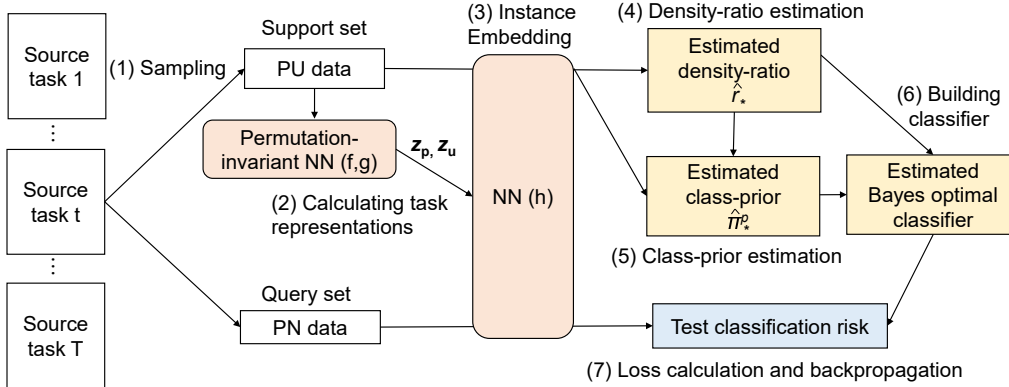 Source
task 1
⋮
Source
task t
⋮
Source
task T
(1) Sampling
Support set
PU data
Permutation-
invariant NN (f,g)
z_p, z_u
(2) Calculating task
representations
Query set
PN data
(3) Instance
Embedding
NN (h)
(4) Density-ratio estimation
Estimated
density-ratio
r̂_*
Estimated
class-prior
π̂^p_*
(5) Class-prior estimation
(6) Building
classifier
Estimated
Bayes optimal
classifier
Test classification risk
(7) Loss calculation and backpropagation